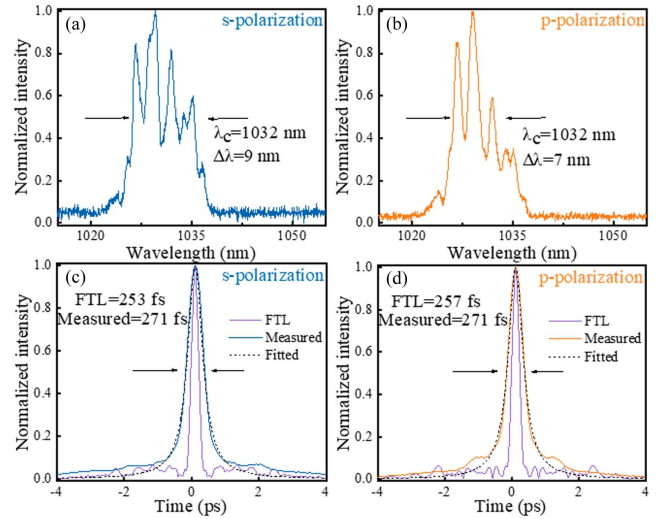 (a)
s-polarization
1.0
0.8
0.6
0.4
0.2
0.0
Normalized intensity
λc=1032 nm
Δλ=9 nm
1020
1035
1050
Wavelength (nm)
(b)
p-polarization
1.0
0.8
0.6
0.4
0.2
0.0
Normalized intensity
λc=1032 nm
Δλ=7 nm
1020
1035
1050
Wavelength (nm)
(c)
s-polarization
1.0
0.8
0.6
0.4
0.2
0.0
Normalized intensity
FTL=253 fs
Measured=271 fs
FTL
Measured
Fitted
-4
-2
0
2
4
Time (ps)
(d)
p-polarization
1.0
0.8
0.6
0.4
0.2
0.0
Normalized intensity
FTL=257 fs
Measured=271 fs
FTL
Measured
Fitted
-4
-2
0
2
4
Time (ps)